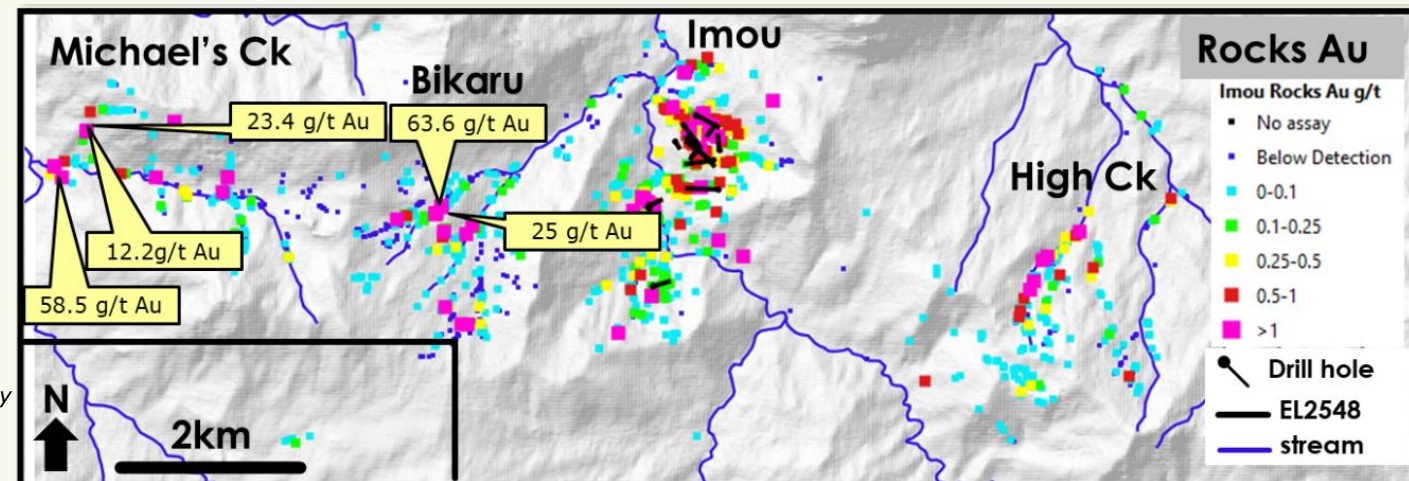 Michael's Ck
Bikaru
Imou
High Ck
23.4 g/t Au
63.6 g/t Au
25 g/t Au
12.2g/t Au
58.5 g/t Au
Rocks Au
Imou Rocks Au g/t
No assay
Below Detection
0-0.1
0.1-0.25
0.25-0.5
0.5-1
>1
Drill hole
EL2548
stream
y
N
2km